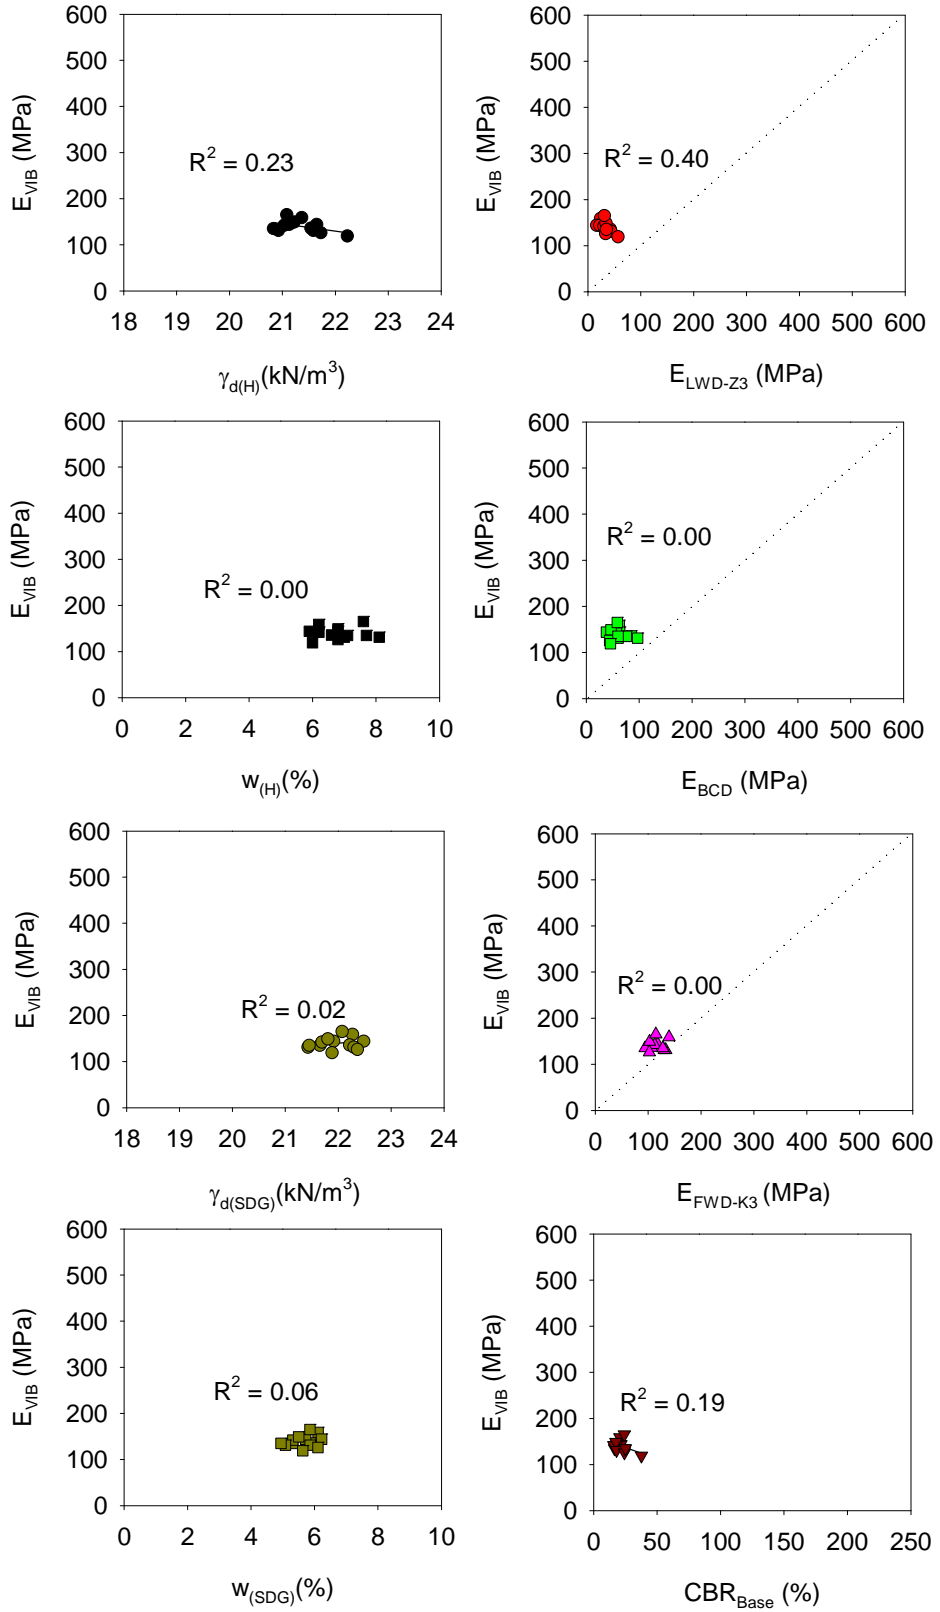 600
500
400
300
200
100
0
E_VIB (MPa)
R² = 0.23
18 19 20 21 22 23 24
γ_d(H)(kN/m³)
600
500
400
300
200
100
0
E_VIB (MPa)
R² = 0.40
0 100 200 300 400 500 600
E_LWD-Z3 (MPa)
600
500
400
300
200
100
0
E_VIB (MPa)
R² = 0.00
0 2 4 6 8 10
w_(H)(%)
600
500
400
300
200
100
0
E_VIB (MPa)
R² = 0.00
0 100 200 300 400 500 600
E_BCD (MPa)
600
500
400
300
200
100
0
E_VIB (MPa)
R² = 0.02
18 19 20 21 22 23 24
γ_d(SDG)(kN/m³)
600
500
400
300
200
100
0
E_VIB (MPa)
R² = 0.00
0 100 200 300 400 500 600
E_FWD-K3 (MPa)
600
500
400
300
200
100
0
E_VIB (MPa)
R² = 0.06
0 2 4 6 8 10
w_(SDG)(%)
600
500
400
300
200
100
0
E_VIB (MPa)
R² = 0.19
0 50 100 150 200 250
CBR_Base (%)